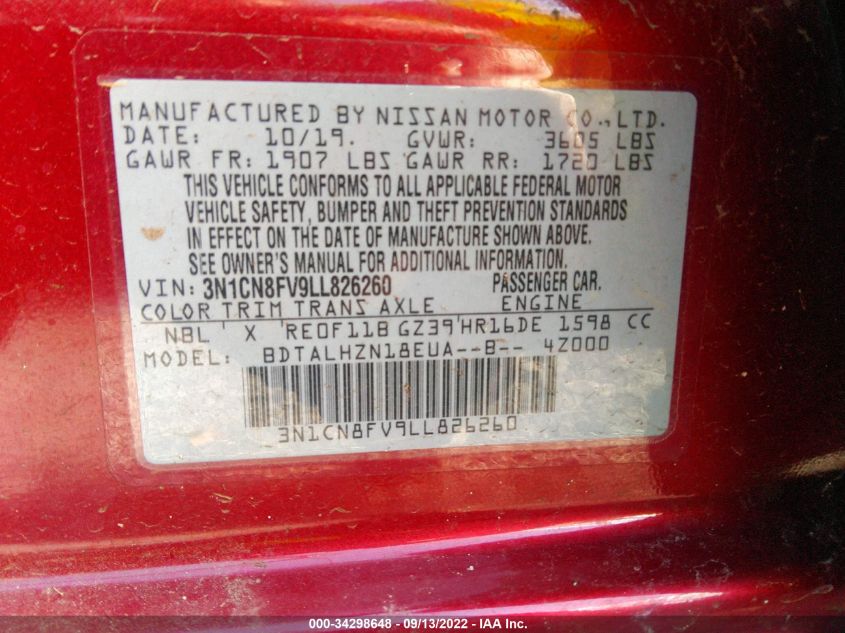 MANUFACTURED BY NISSAN MOTOR CO., LTD.
DATE: 10/19. GVWR: 3605 LBS
GAWR FR: 1907 LBS GAWR RR: 1720 LBS
THIS VEHICLE CONFORMS TO ALL APPLICABLE FEDERAL MOTOR
VEHICLE SAFETY, BUMPER AND THEFT PREVENTION STANDARDS
IN EFFECT ON THE DATE OF MANUFACTURE SHOWN ABOVE.
SEE OWNER'S MANUAL FOR ADDITIONAL INFORMATION.
VIN: 3N1CN8FV9LL826260 PASSENGER CAR.
COLOR TRIM TRANS AXLE ENGINE
NBL X RE0F11B GZ39 HR16DE 1598 CC
MODEL: BDTALHZN18EUA--B-- 4Z000
3N1CN8FV9LL826260
000-34298648 - 09/13/2022 - IAA Inc.